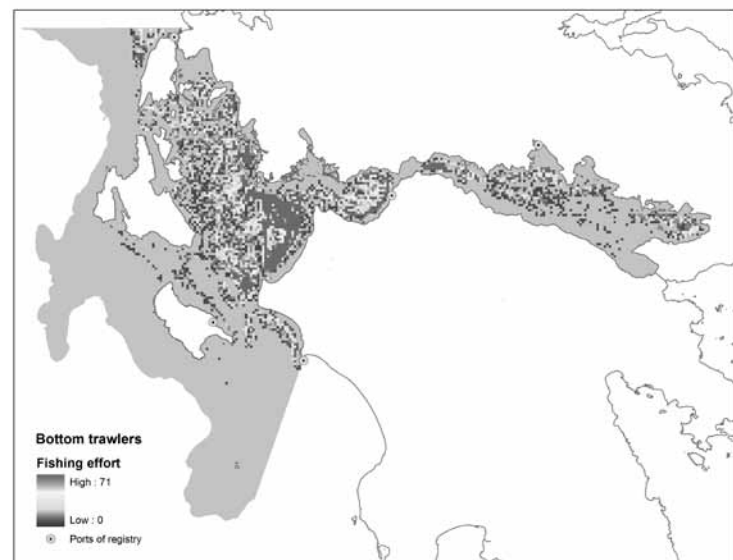 Bottom trawlers
Fishing effort
High : 71
Low : 0
Ports of registry